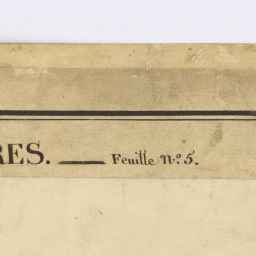 RES. — Feuille N.o 5.